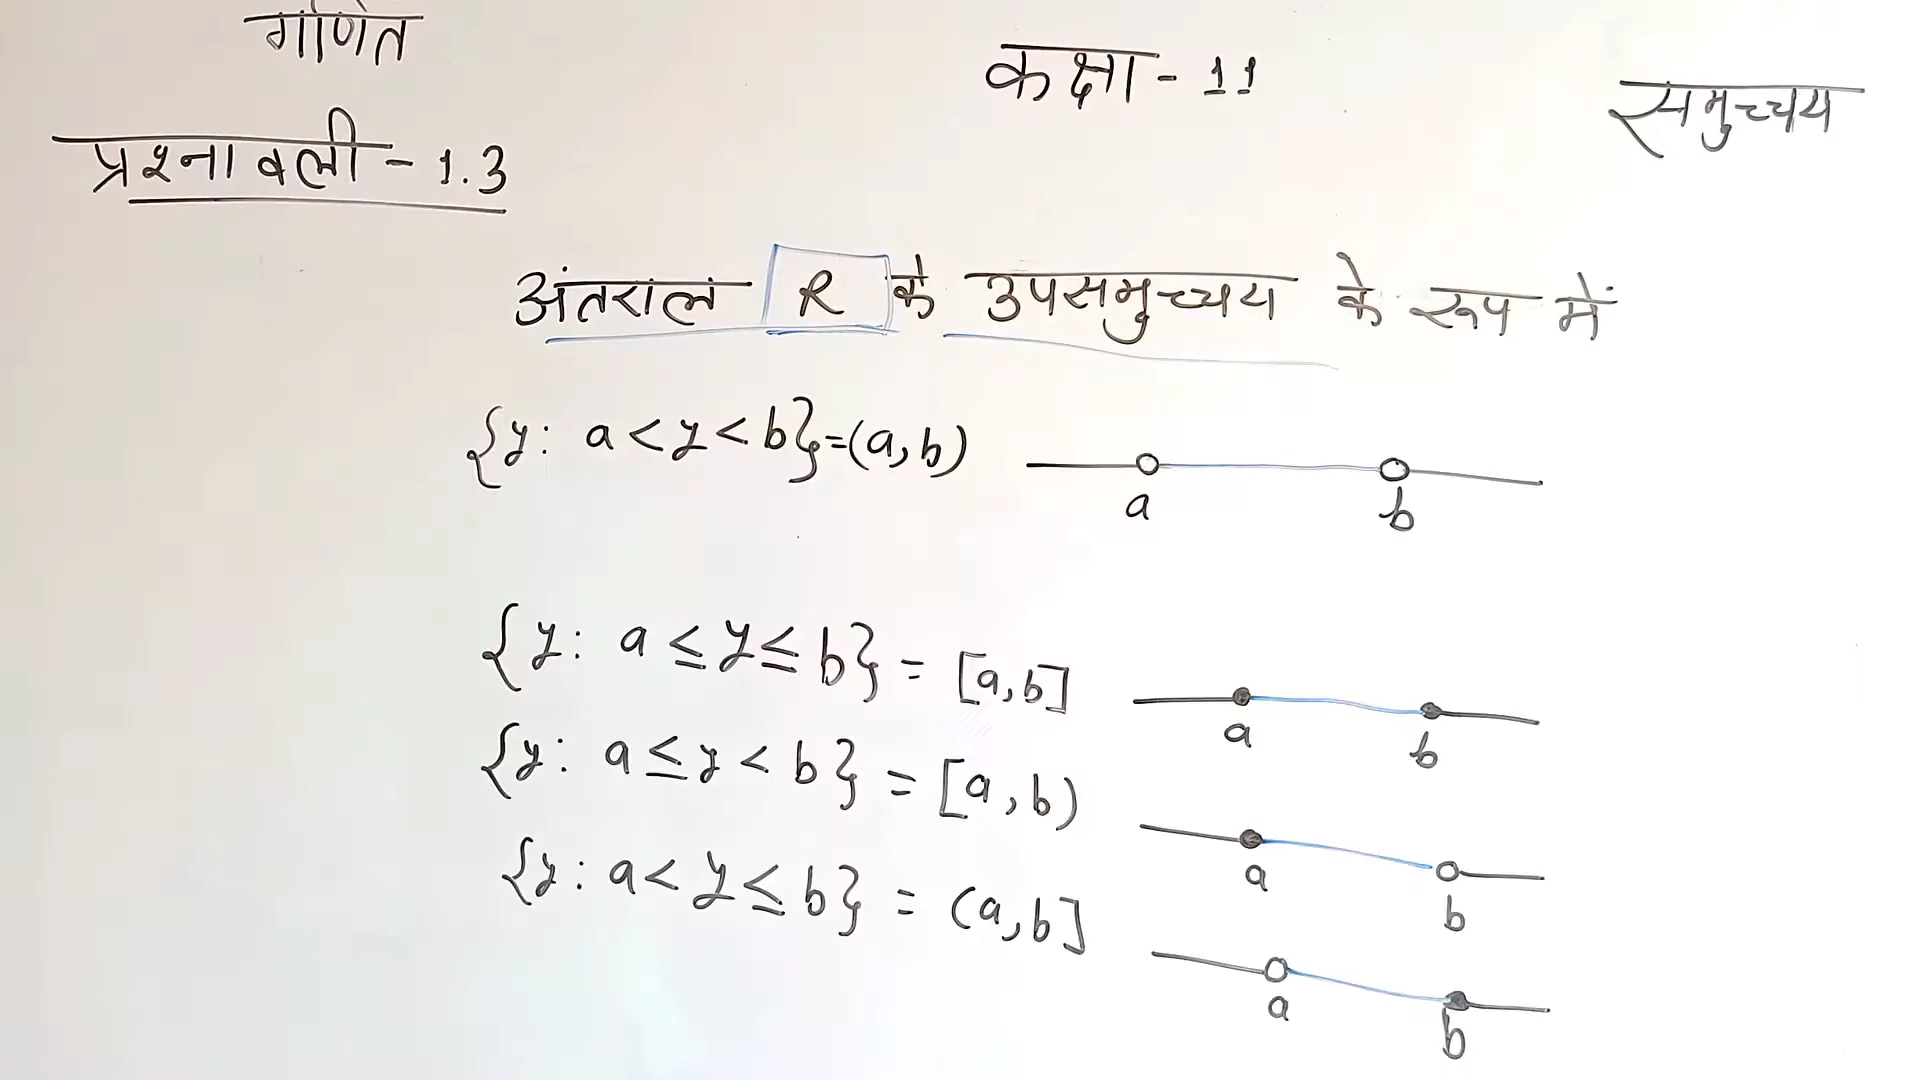 गणित
कक्षा - 11
समुच्चय
प्रश्नावली - 1.3
अंतराल R के उपसमुच्चय के रूप में
{y: a < y < b} = (a, b)
a b
{y: a ≤ y ≤ b} = [a, b]
a b
{y: a ≤ y < b} = [a, b)
a b
{y: a < y ≤ b} = (a, b]
a b